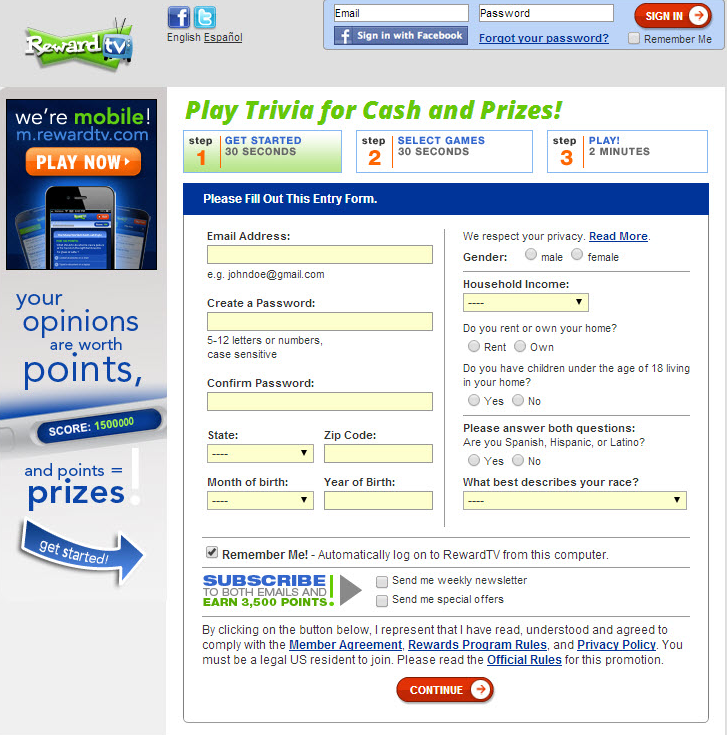 Reward tv
English Español
Email
Password
SIGN IN
Sign in with Facebook
Forgot your password?
Remember Me
we're mobile!
m.rewardtv.com
PLAY NOW
your
opinions
are worth
points,
SCORE: 1500000
and points =
prizes!
get started!
Play Trivia for Cash and Prizes!
step 1 GET STARTED
30 SECONDS
step 2 SELECT GAMES
30 SECONDS
step 3 PLAY!
2 MINUTES
Please Fill Out This Entry Form.
Email Address:
e.g. johndoe@gmail.com
Create a Password:
5-12 letters or numbers,
case sensitive
Confirm Password:
State:
Zip Code:
----
Month of birth:
Year of Birth:
----
We respect your privacy. Read More.
Gender: male female
Household Income:
----
Do you rent or own your home?
Rent Own
Do you have children under the age of 18 living
in your home?
Yes No
Please answer both questions:
Are you Spanish, Hispanic, or Latino?
Yes No
What best describes your race?
----
Remember Me! - Automatically log on to RewardTV from this computer.
SUBSCRIBE!
TO BOTH EMAILS AND
EARN 3,500 POINTS
Send me weekly newsletter
Send me special offers
By clicking on the button below, I represent that I have read, understood and agreed to
comply with the Member Agreement, Rewards Program Rules, and Privacy Policy. You
must be a legal US resident to join. Please read the Official Rules for this promotion.
CONTINUE